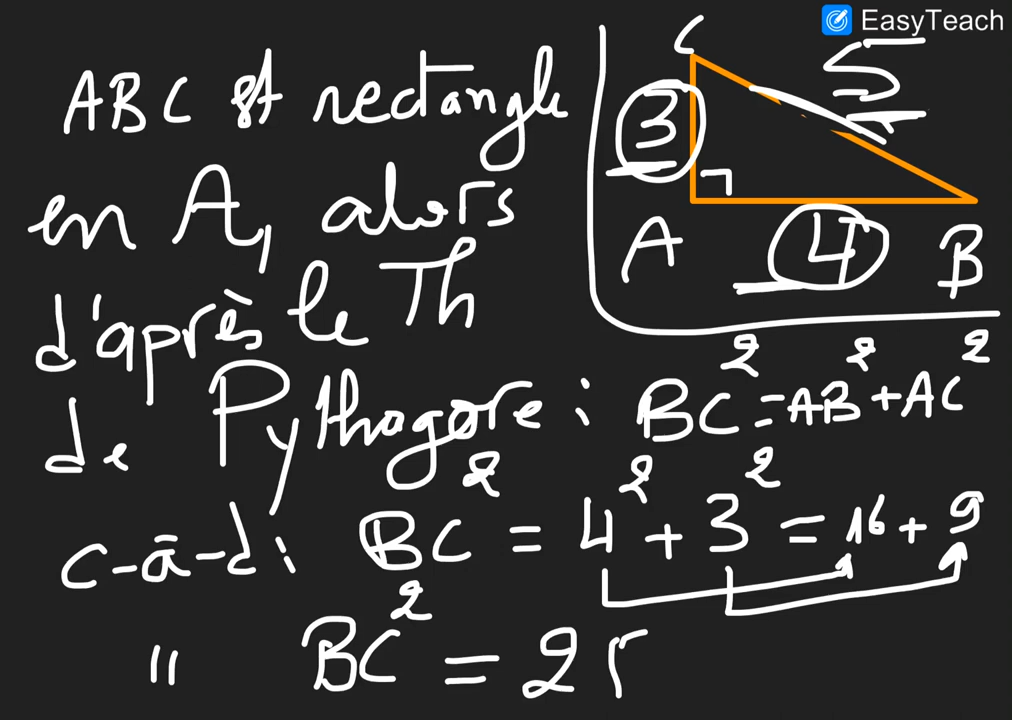 EasyTeach
C
5
3
A
4
B
ABC est rectangle
en A, alors
d'après le Th
de Pythogore : BC² = AB² + AC²
c-ā-d : BC² = 4² + 3² = 16 + 9
" BC² = 25